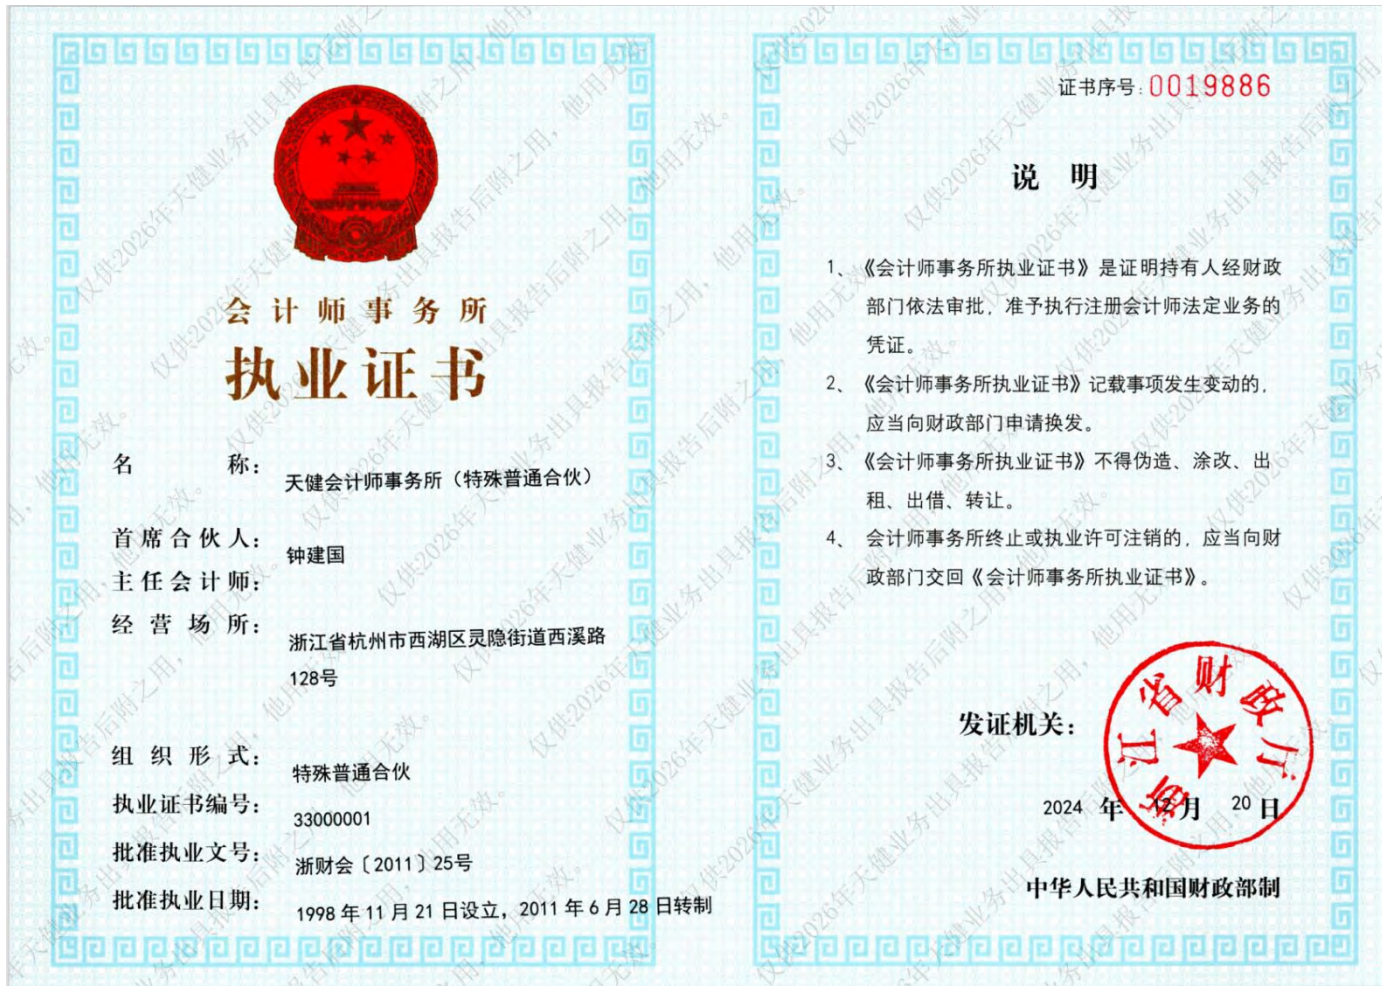 会计师事务所
执业证书
名称：
天健会计师事务所（特殊普通合伙）
首席合伙人：
钟建国
主任会计师：
经营场所：
浙江省杭州市西湖区灵隐街道西溪路
128号
组织形式：
特殊普通合伙
执业证书编号：
33000001
批准执业文号：
浙财会〔2011〕25号
批准执业日期：
1998年11月21日设立，2011年6月28日转制
证书序号：0019886
说 明
1、《会计师事务所执业证书》是证明持有人经财政
部门依法审批，准予执行注册会计师法定业务的
凭证。
2、《会计师事务所执业证书》记载事项发生变动的，
应当向财政部门申请换发。
3、《会计师事务所执业证书》不得伪造、涂改、出
租、出借、转让。
4、会计师事务所终止或执业许可注销的，应当向财
政部门交回《会计师事务所执业证书》。
发证机关：
浙江省财政厅
2024 年 12 月 20 日
中华人民共和国财政部制
仅供2026年天健业务出具报告后附之用，他用无效。